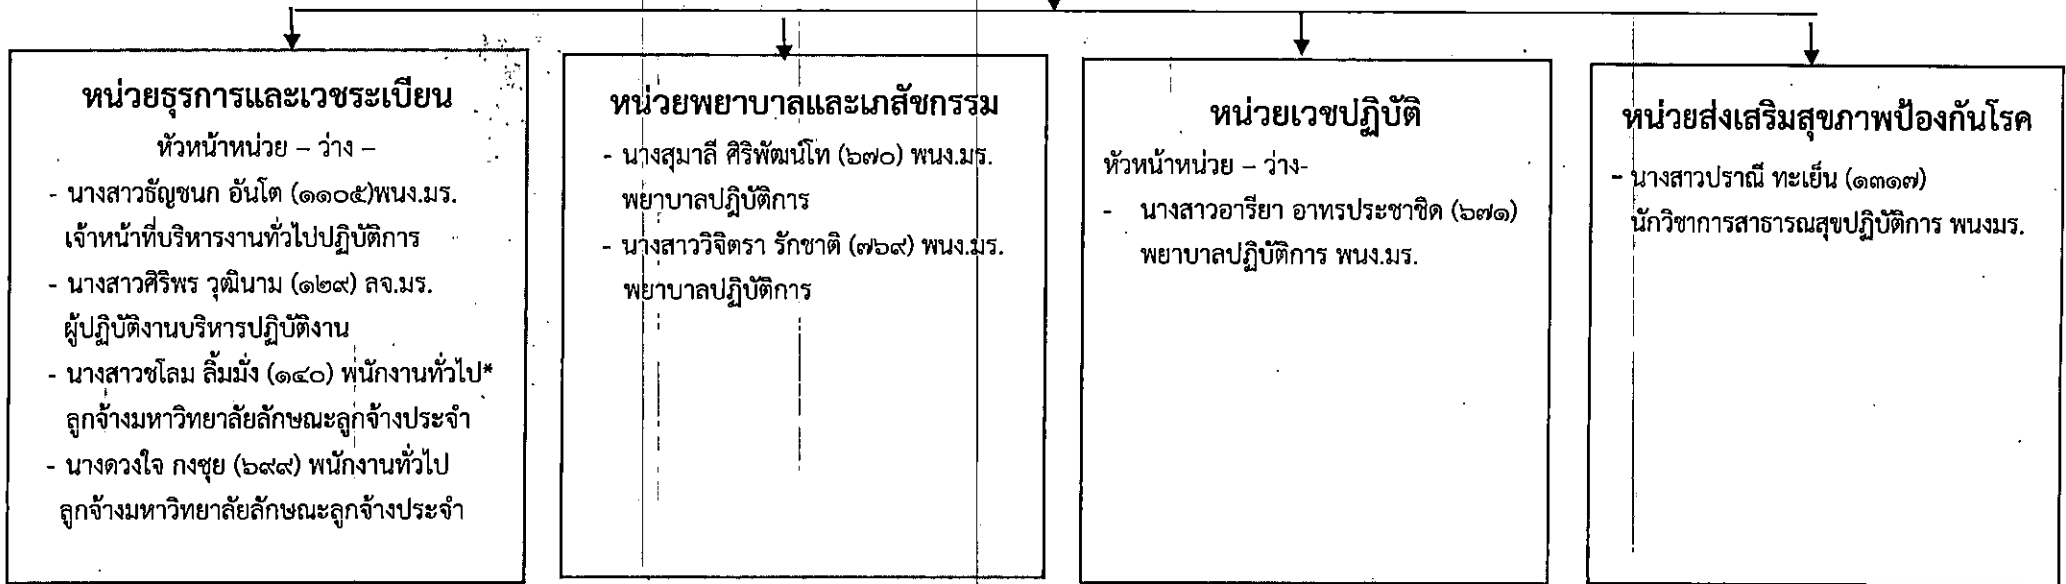 หน่วยธุรการและเวชระเบียน
หัวหน้าหน่วย – ว่าง –
- นางสาวธัญชนก อันโต (๑๑๐๕)พนง.มร.
เจ้าหน้าที่บริหารงานทั่วไปปฏิบัติการ
- นางสาวศิริพร วุฒินาม (๑๒๙) ลจ.มร.
ผู้ปฏิบัติงานบริหารปฏิบัติงาน
- นางสาวชโลม ลิ้มมั่ง (๑๔๐) พนักงานทั่วไป*
ลูกจ้างมหาวิทยาลัยลักษณะลูกจ้างประจำ
- นางดวงใจ กงชุย (๖๙๙) พนักงานทั่วไป
ลูกจ้างมหาวิทยาลัยลักษณะลูกจ้างประจำ
หน่วยพยาบาลและเภสัชกรรม
- นางสุมาลี ศิริพัฒน์โท (๖๗๐) พนง.มร.
พยาบาลปฏิบัติการ
- นางสาววิจิตรา รักชาติ (๗๖๙) พนง.มร.
พยาบาลปฏิบัติการ
หน่วยเวชปฏิบัติ
หัวหน้าหน่วย – ว่าง-
- นางสาวอารียา อาทรประชาชิด (๖๗๑)
พยาบาลปฏิบัติการ พนง.มร.
หน่วยส่งเสริมสุขภาพป้องกันโรค
- นางสาวปราณี ทะเย็น (๑๓๑๗)
นักวิชาการสาธารณสุขปฏิบัติการ พนงมร.